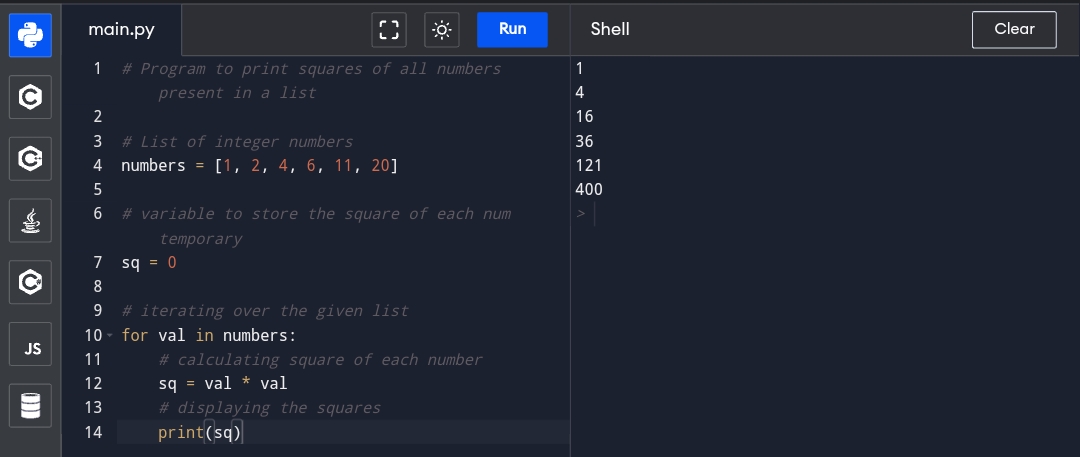 main.py
Run
Shell
Clear
1 # Program to print squares of all numbers
present in a list
2
3 # List of integer numbers
4 numbers = [1, 2, 4, 6, 11, 20]
5
6 # variable to store the square of each num
temporary
7 sq = 0
8
9 # iterating over the given list
10 for val in numbers:
11 # calculating square of each number
12 sq = val * val
13 # displaying the squares
14 print(sq)
1
4
16
36
121
400
>
JS